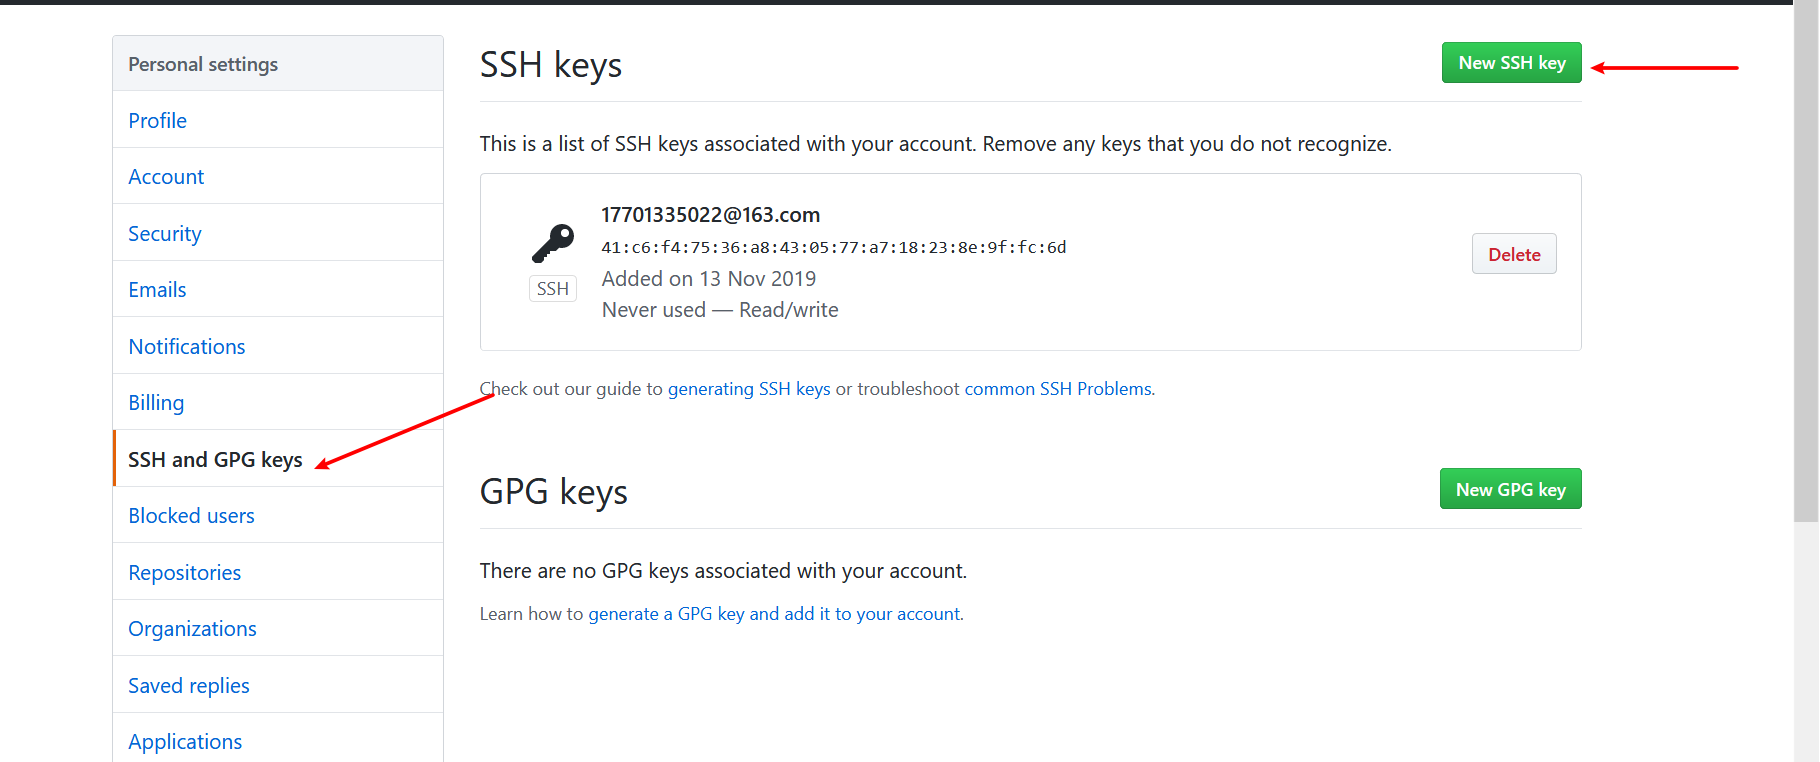 Personal settings
Profile
Account
Security
Emails
Notifications
Billing
SSH and GPG keys
Blocked users
Repositories
Organizations
Saved replies
Applications
SSH keys
New SSH key
This is a list of SSH keys associated with your account. Remove any keys that you do not recognize.
17701335022@163.com
41:c6:f4:75:36:a8:43:05:77:a7:18:23:8e:9f:fc:6d
Added on 13 Nov 2019
Never used — Read/write
SSH
Delete
Check out our guide to generating SSH keys or troubleshoot common SSH Problems.
GPG keys
New GPG key
There are no GPG keys associated with your account.
Learn how to generate a GPG key and add it to your account.